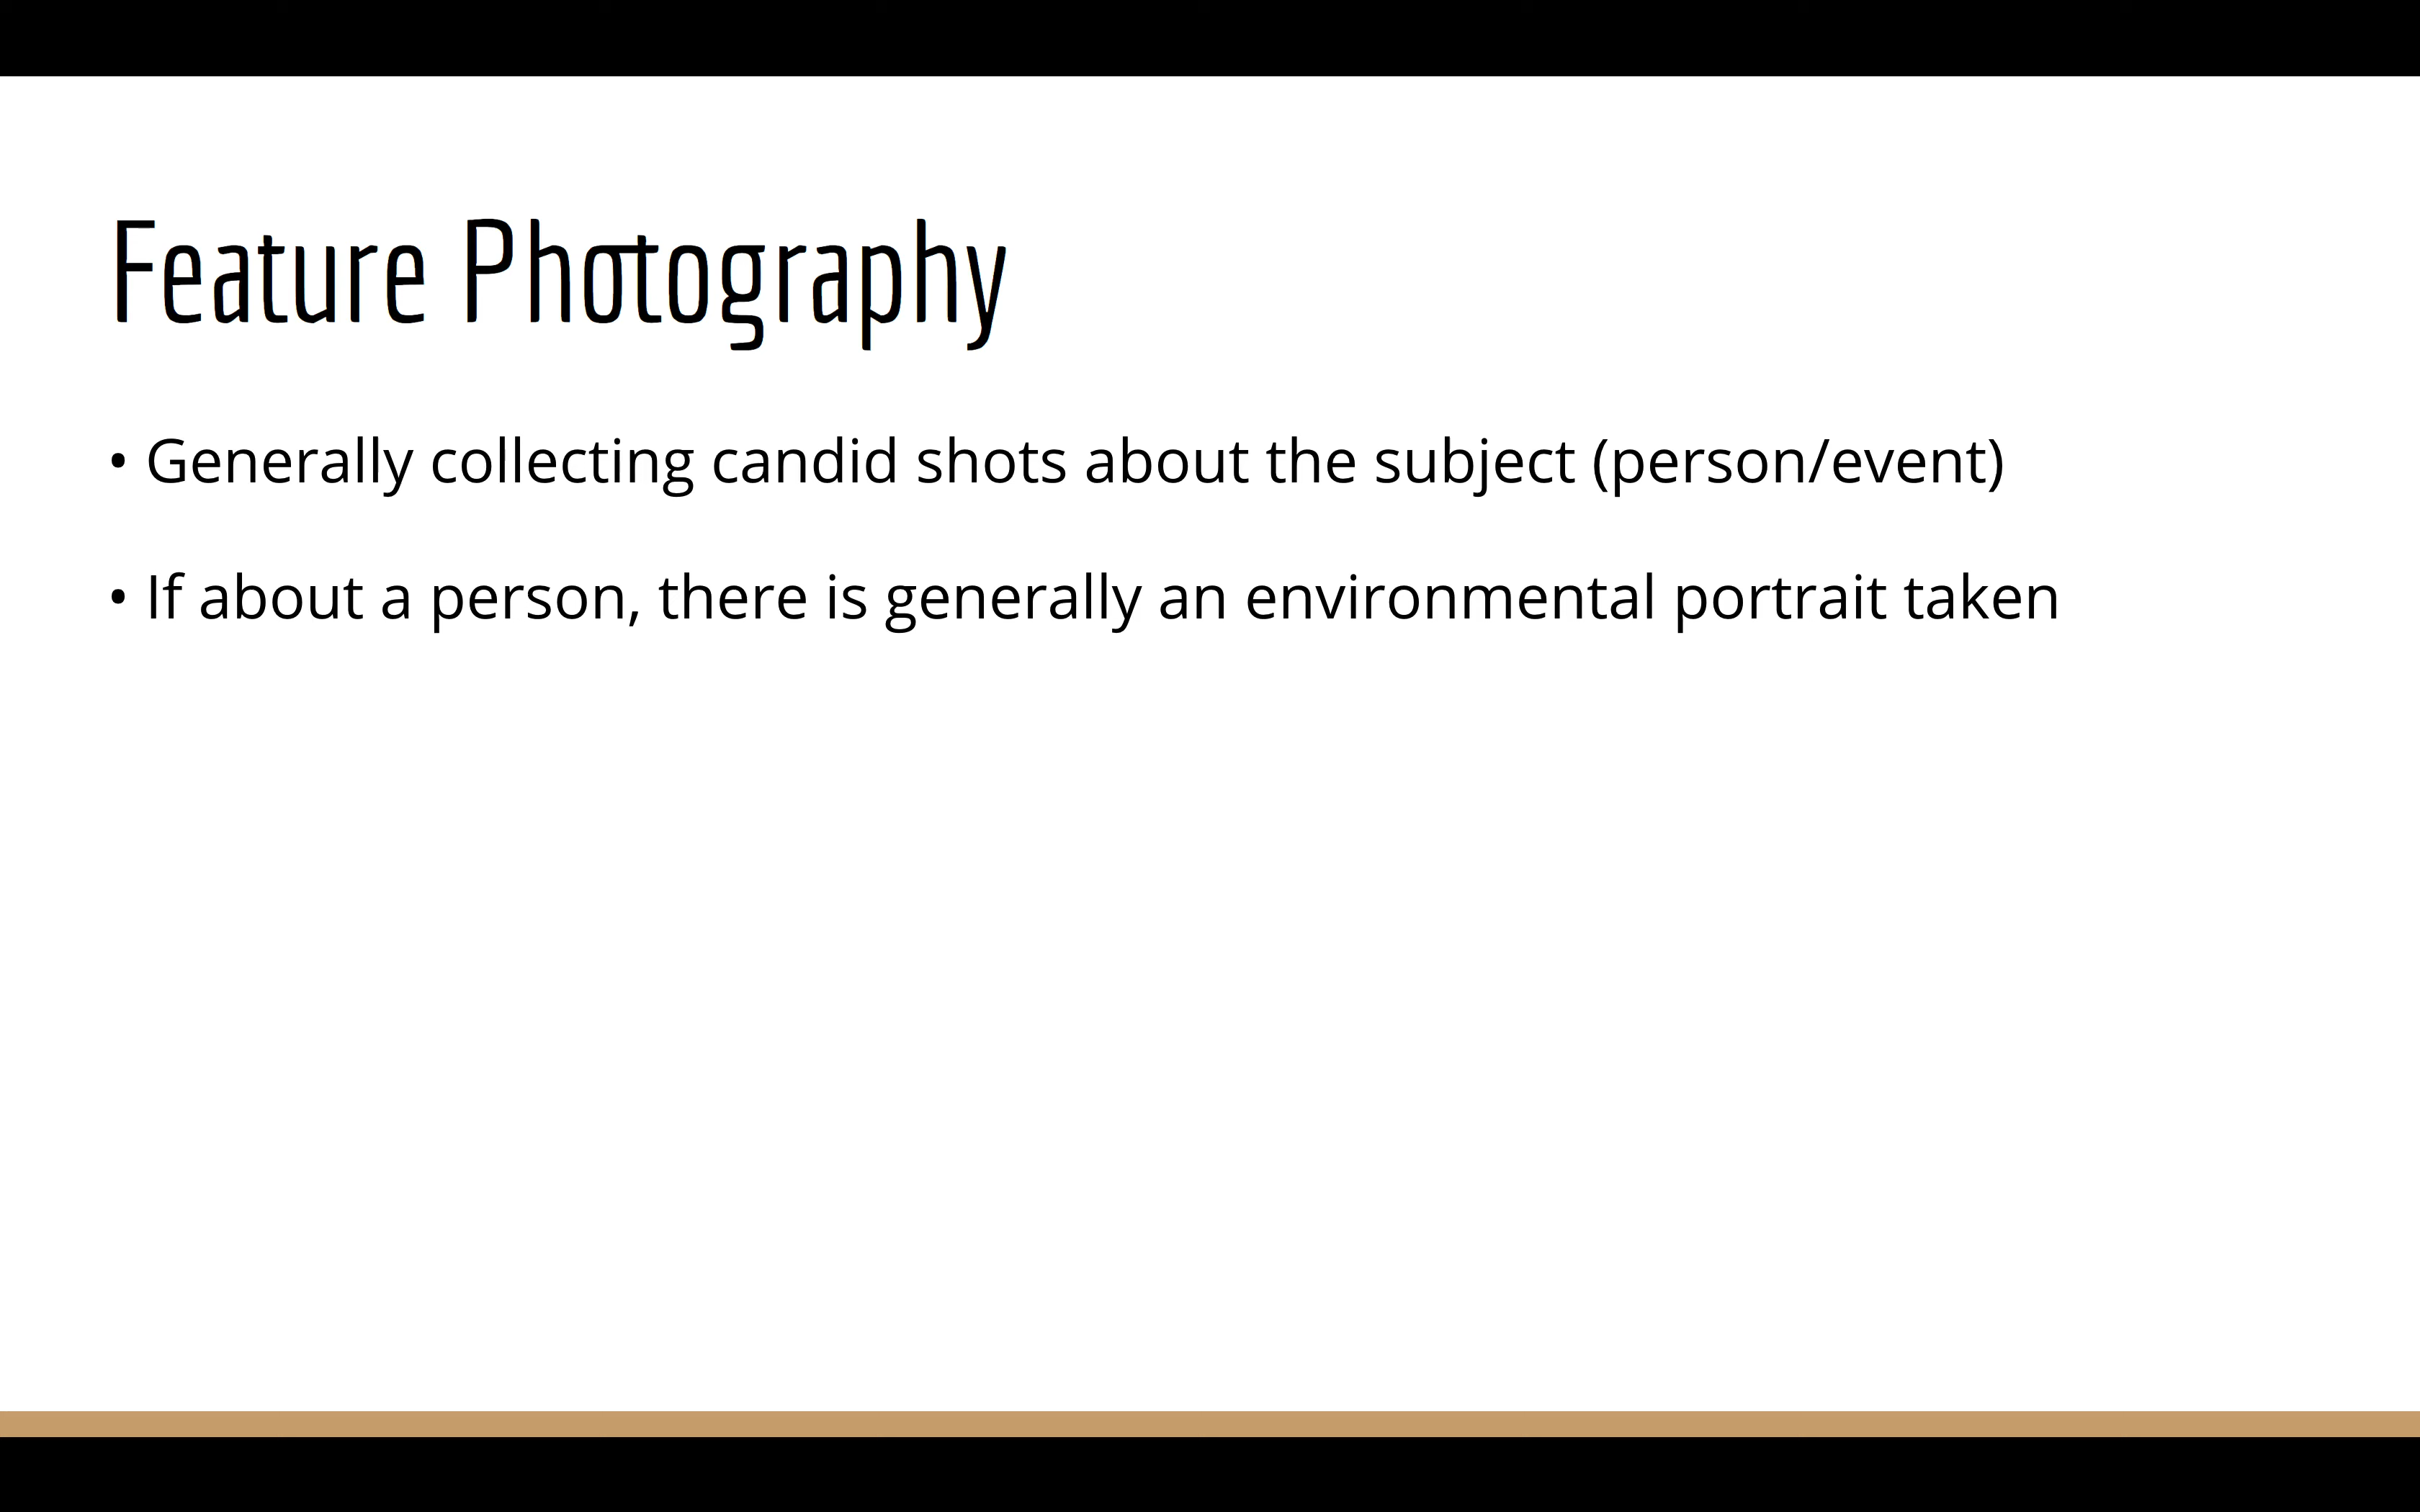 Feature Photography
• Generally collecting candid shots about the subject (person/event)
• If about a person, there is generally an environmental portrait taken